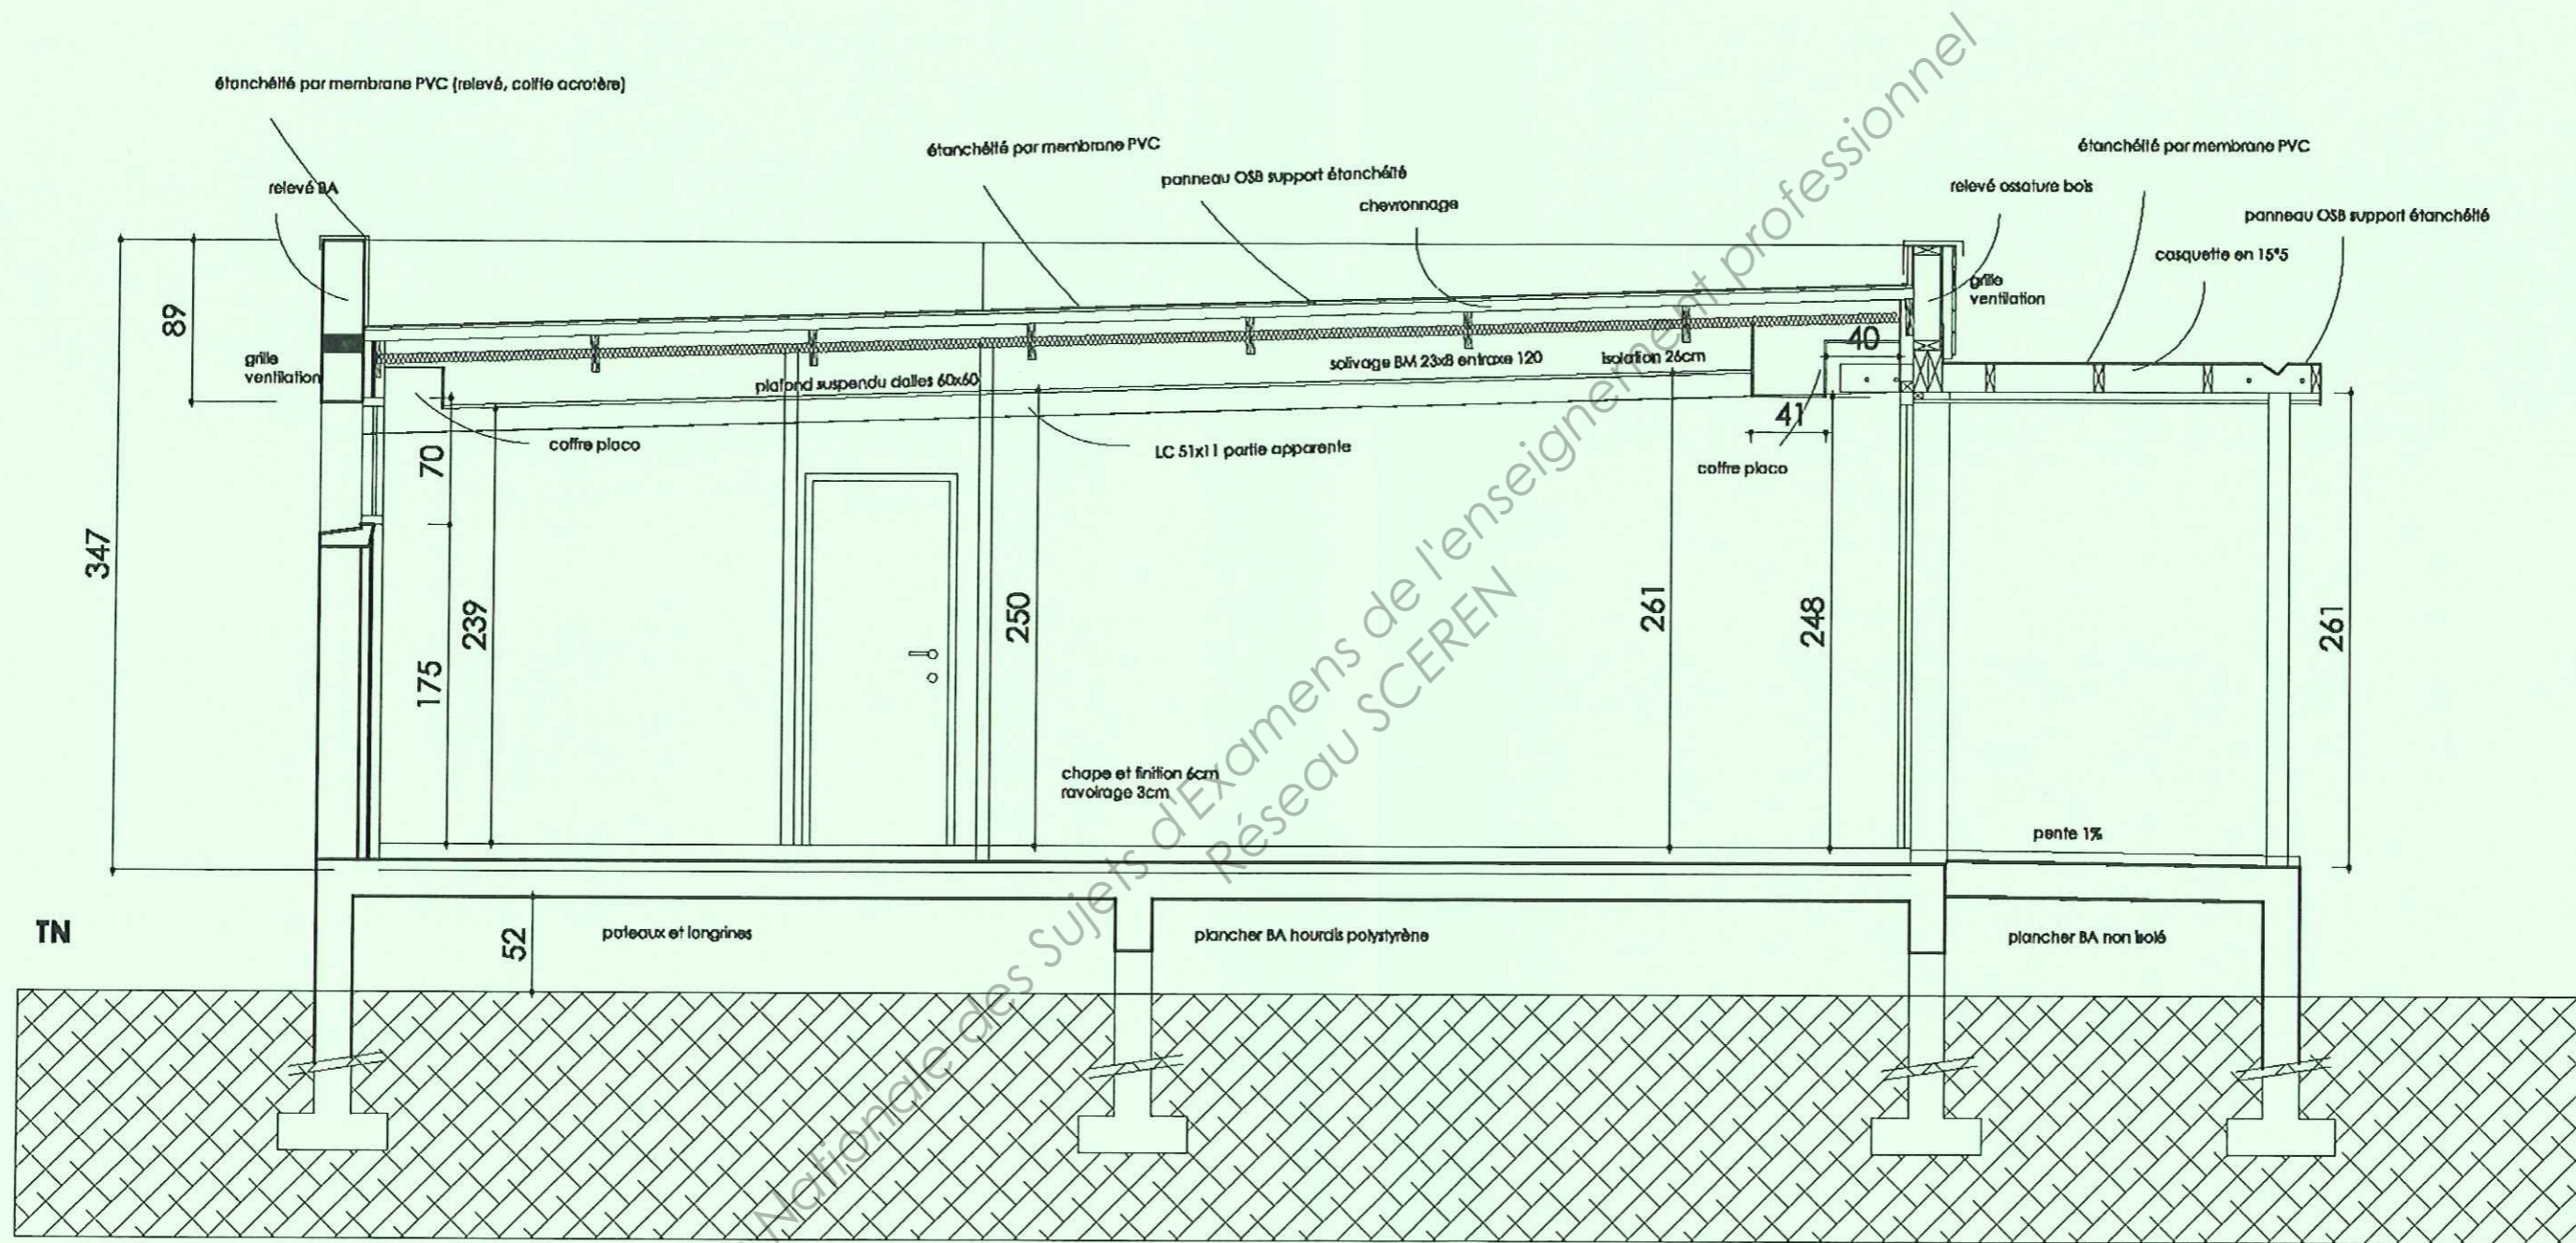 étanchéité par membrane PVC (relevé, coiffe acrotère)
relevé BA
étanchéité par membrane PVC
panneau OSB support étanchéité
chevronnage
étanchéité par membrane PVC
relevé ossature bois
panneau OSB support étanchéité
casquette en 15*5
grille
ventilation
89
grille
ventilation
40
solivage BM 23x8 entraxe 120
isolation 26cm
plafond suspendu dalles 60x60
41
coffre placo
LC 51x11 partie apparente
coffre placo
70
347
239
175
250
261
248
261
chape et finition 6cm
ravoirage 3cm
pente 1%
TN
52
poteaux et longrines
plancher BA hourdis polystyrène
plancher BA non isolé
Nationale des Sujets d'Examens de l'enseignement professionnel
Réseau SCEREN